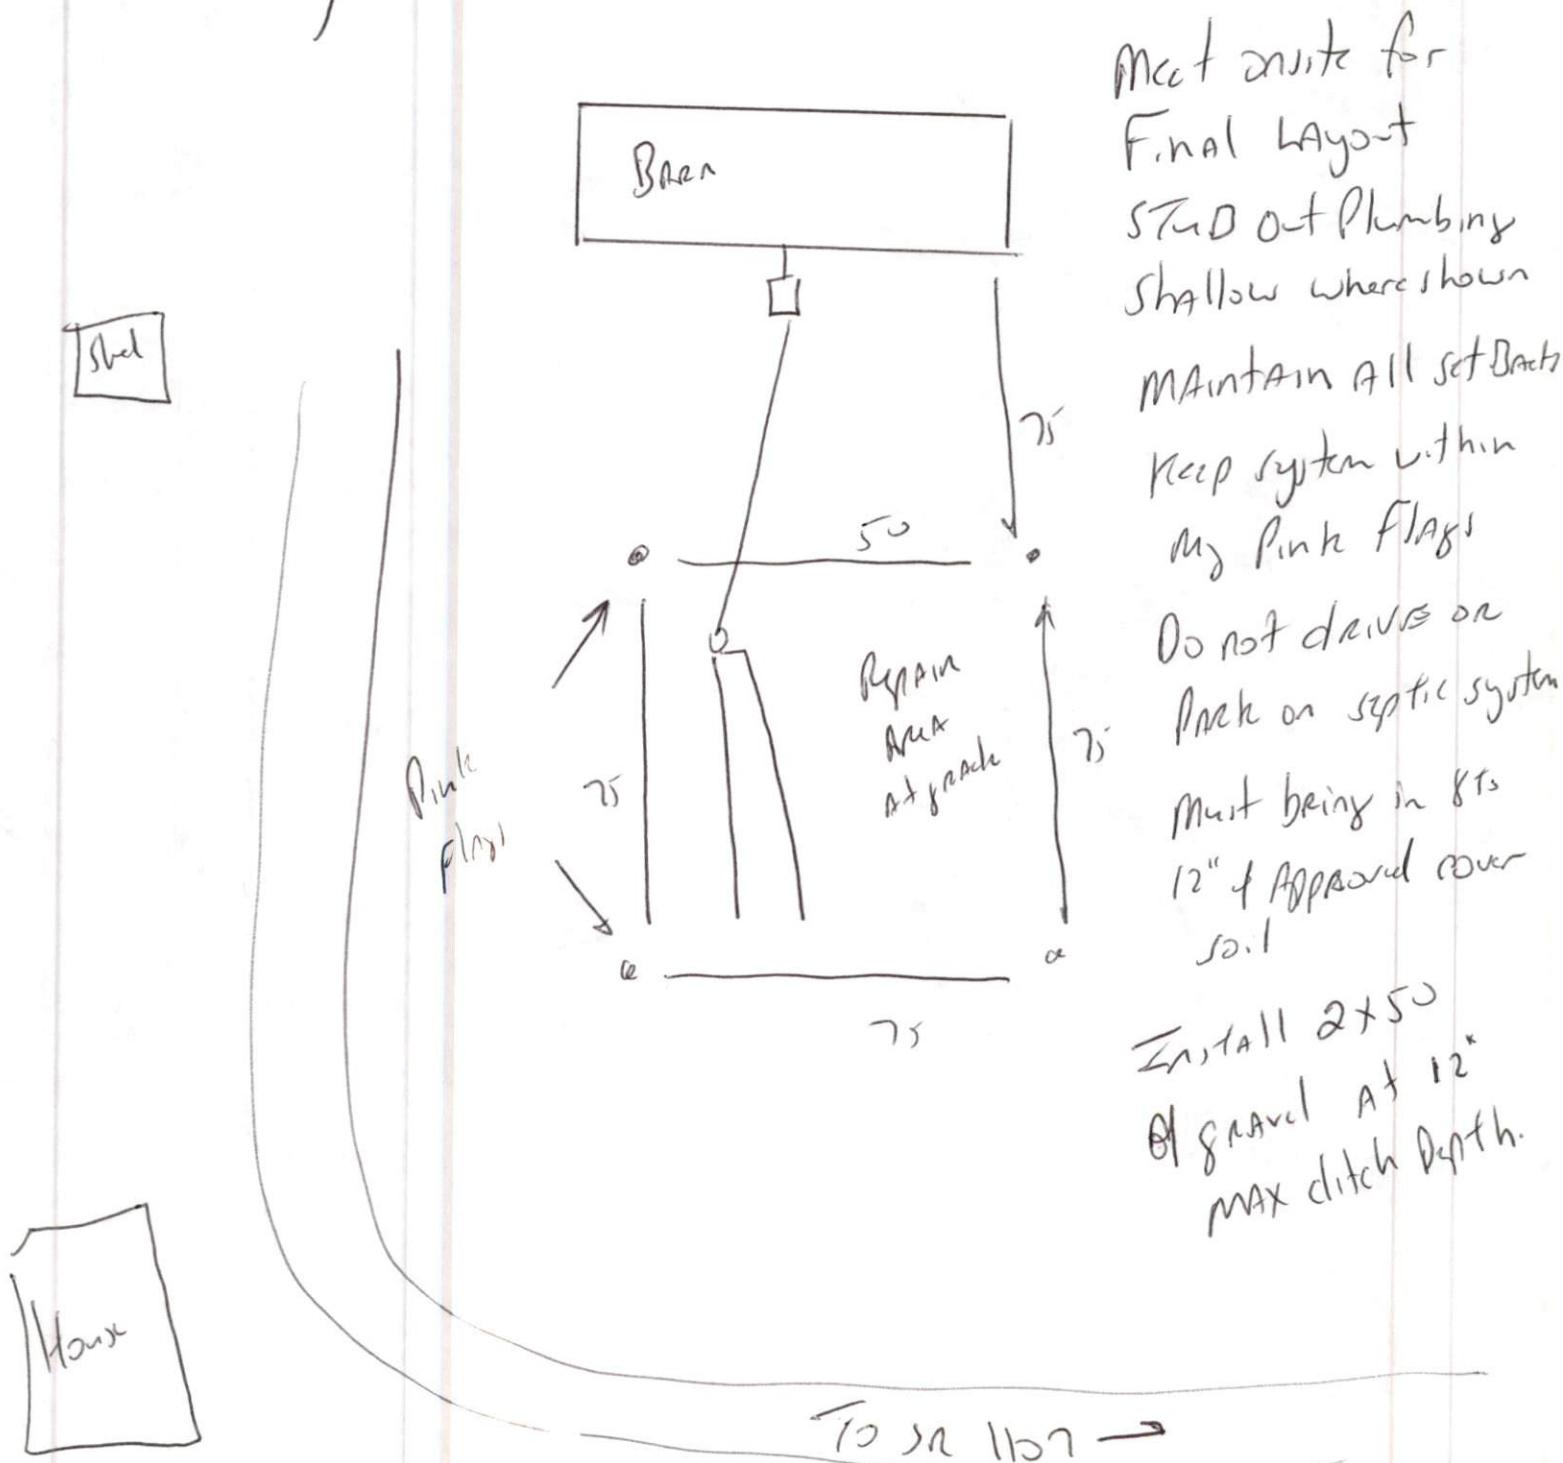 Meet onsite for
Final Layout
STUB Out Plumbing
Shallow where shown
Maintain All setBacks
Keep system within
My Pink Flags
Do not drive or
Park on septic system
Must bring in
12" of Approved cover
soil
Install 2x50
of gravel At 12"
MAX ditch Depth.
Barn
Shed
75
50
Repair
Area
At grade
75
75
Pink
flags
75
House
To SR 1107